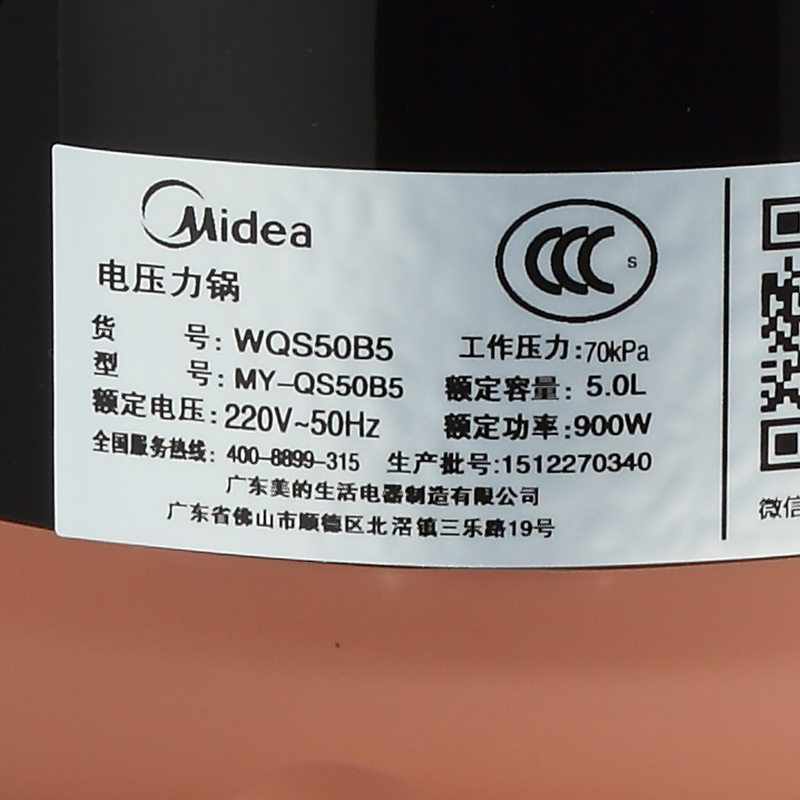 Midea
CCC S
电压力锅
货 号: WQS50B5 工作压力:70kPa
型 号: MY-QS50B5 额定容量: 5.0L
额定电压: 220V~50Hz 额定功率:900W
全国服务热线: 400-8899-315 生产批号:1512270340
广东美的生活电器制造有限公司
广东省佛山市顺德区北滘镇三乐路19号
微信